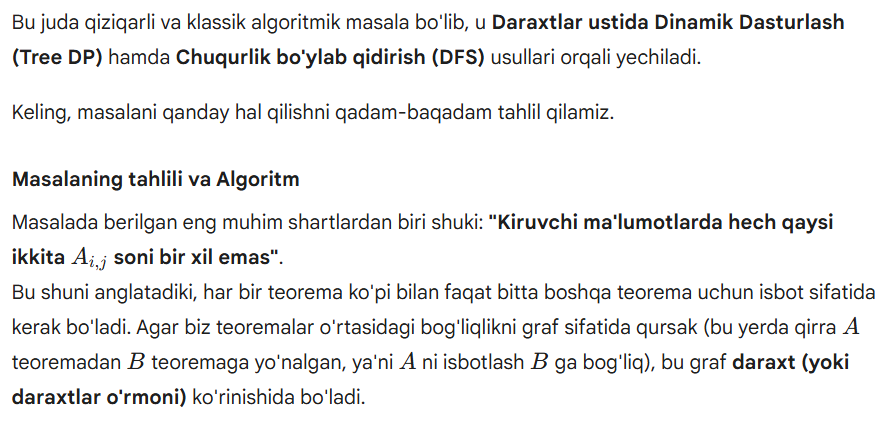 Bu juda qiziqarli va klassik algoritmik masala bo'lib, u Daraxtlar ustida Dinamik Dasturlash
(Tree DP) hamda Chuqurlik bo'ylab qidirish (DFS) usullari orqali yechiladi.
Keling, masalani qanday hal qilishni qadam-baqadam tahlil qilamiz.
Masalaning tahlili va Algoritm
Masalada berilgan eng muhim shartlardan biri shuki: "Kiruvchi ma'lumotlarda hech qaysi
ikkita A_{i,j} soni bir xil emas".
Bu shuni anglatadiki, har bir teorema ko'pi bilan faqat bitta boshqa teorema uchun isbot sifatida
kerak bo'ladi. Agar biz teoremalar o'rtasidagi bog'liqlikni graf sifatida qursak (bu yerda qirra A
teoremadan B teoremaga yo'nalgan, ya'ni A ni isbotlash B ga bog'liq), bu graf daraxt (yoki
daraxtlar o'rmoni) ko'rinishida bo'ladi.